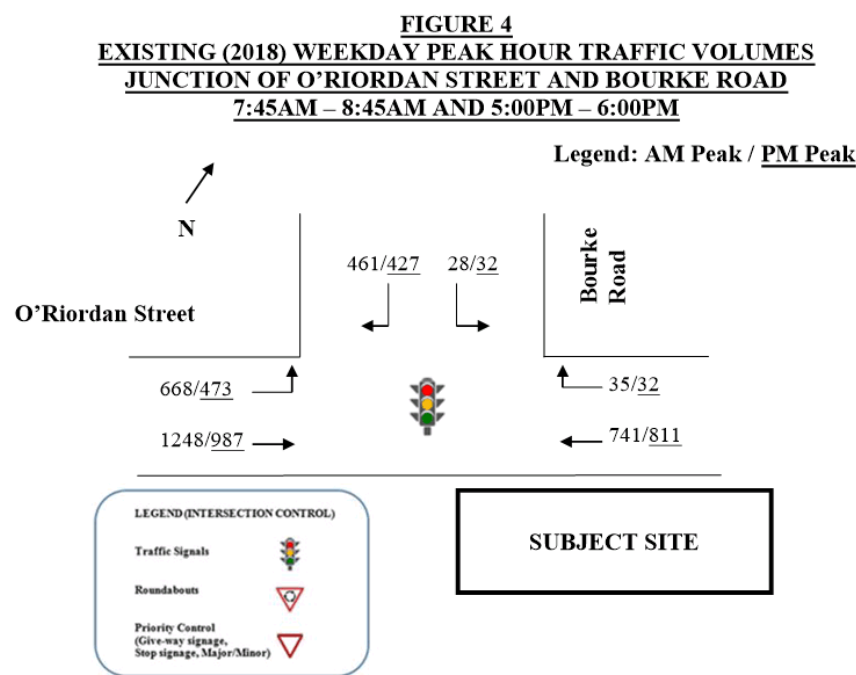 FIGURE 4
EXISTING (2018) WEEKDAY PEAK HOUR TRAFFIC VOLUMES
JUNCTION OF O'RIORDAN STREET AND BOURKE ROAD
7:45AM – 8:45AM AND 5:00PM – 6:00PM
Legend: AM Peak / PM Peak
N
461/427 28/32
Bourke
Road
O'Riordan Street
668/473
35/32
1248/987
741/811
LEGEND (INTERSECTION CONTROL)
Traffic Signals
Roundabouts
Priority Control
(Give-way signage,
Stop signage, Major/Minor)
SUBJECT SITE